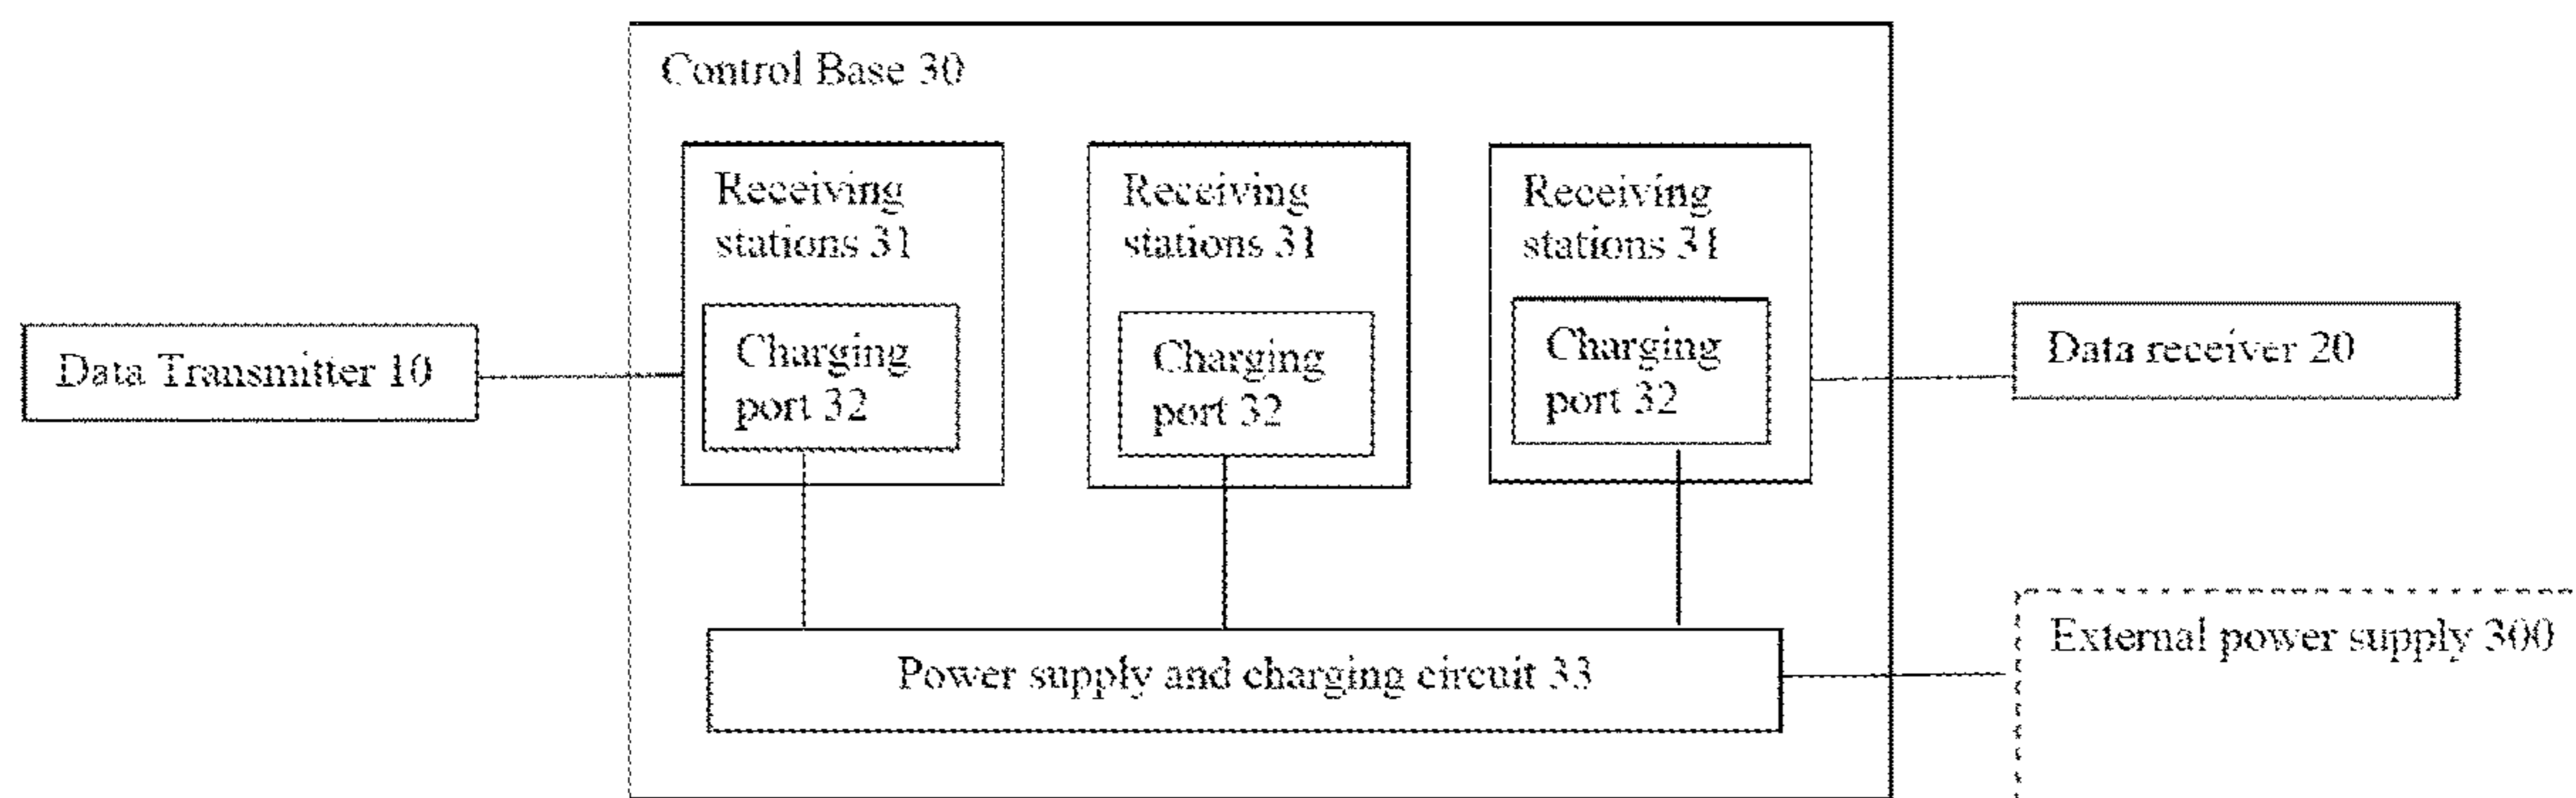 Control Base 30
Receiving
stations 31
Charging
port 32
Receiving
stations 31
Charging
port 32
Receiving
stations 31
Charging
port 32
Data Transmitter 10
Data receiver 20
Power supply and charging circuit 33
External power supply 300